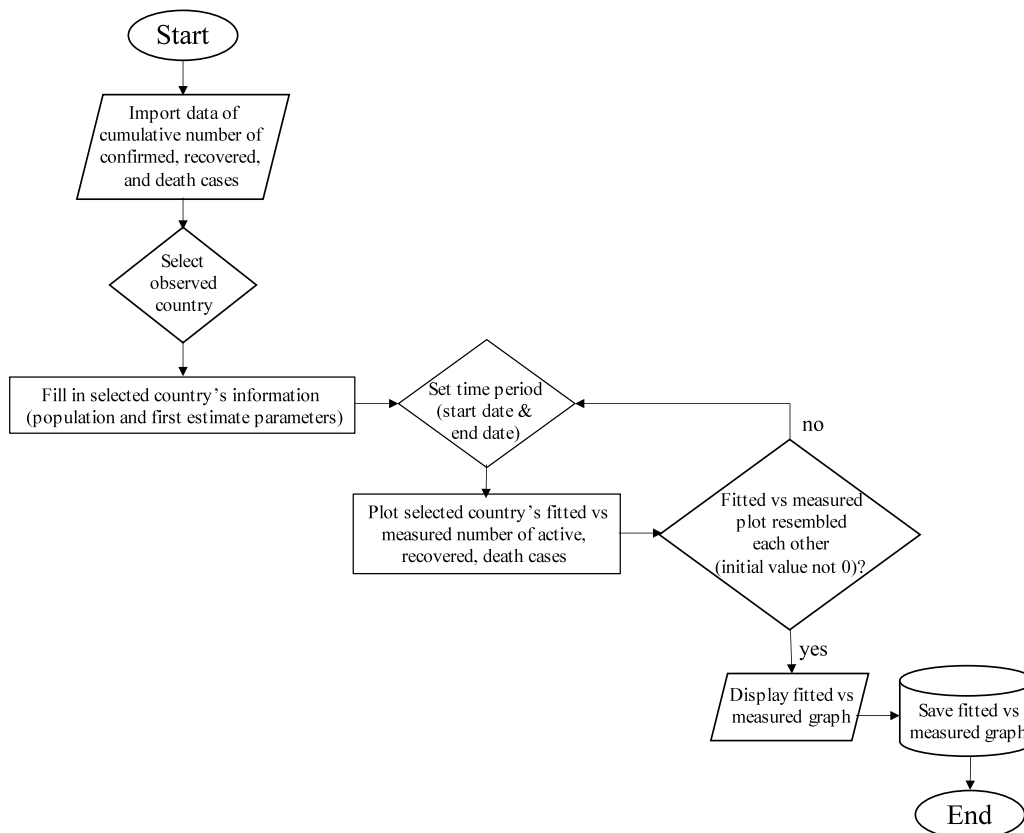 Start
Import data of
cumulative number of
confirmed, recovered,
and death cases
Select
observed
country
Fill in selected country's information
(population and first estimate parameters)
Set time period
(start date &
end date)
no
Plot selected country's fitted vs
measured number of active,
recovered, death cases
Fitted vs measured
plot resembled
each other
(initial value not 0)?
yes
Display fitted vs
measured graph
Save fitted vs
measured graph
End